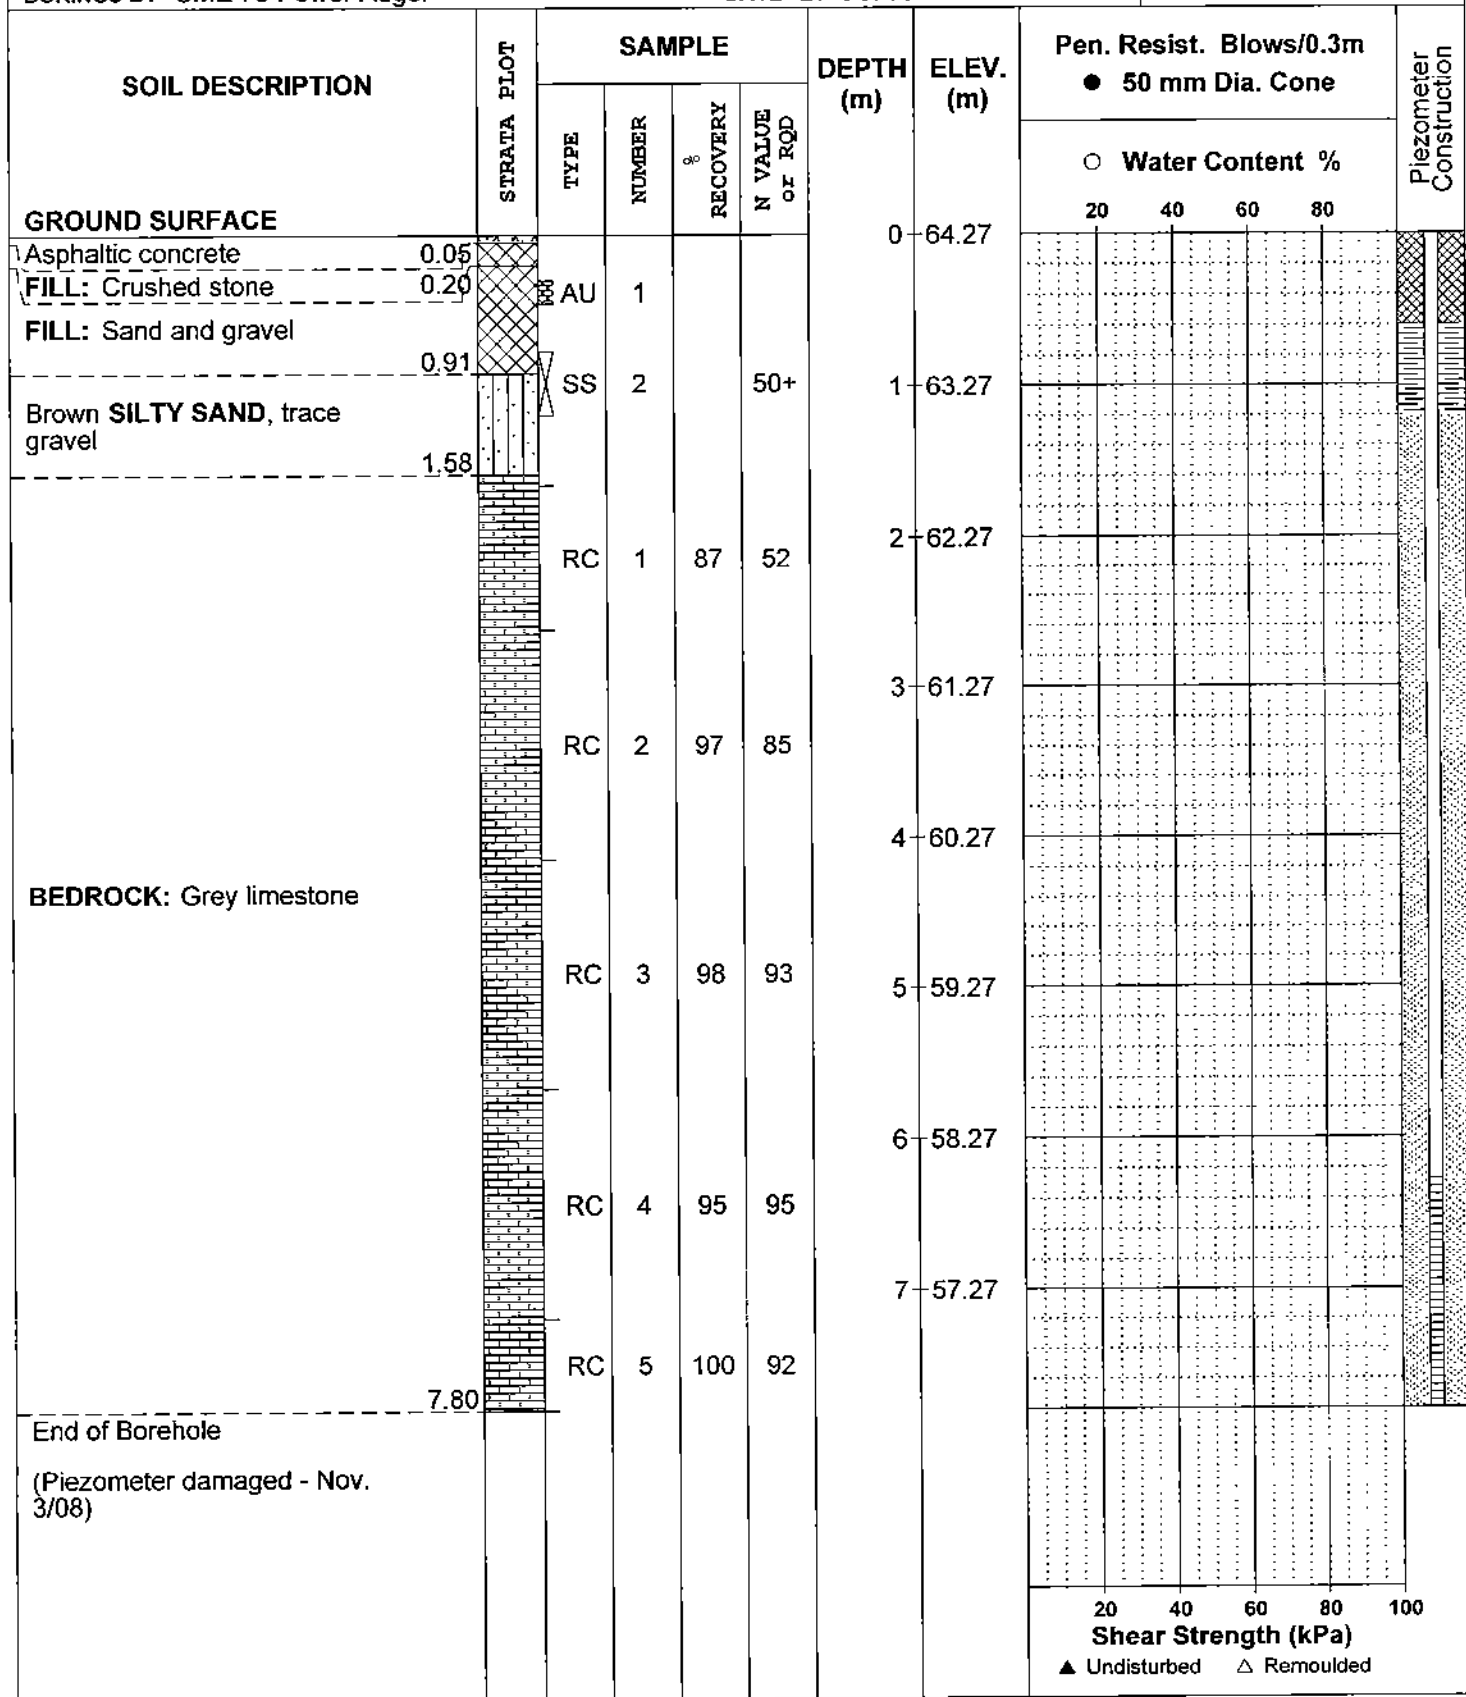 SOIL DESCRIPTION
STRATA PLOT
SAMPLE
TYPE
NUMBER
% RECOVERY
N VALUE or RQD
DEPTH (m)
ELEV. (m)
Pen. Resist. Blows/0.3m
● 50 mm Dia. Cone
○ Water Content %
20 40 60 80
Piezometer Construction
GROUND SURFACE
0 64.27
Asphaltic concrete 0.05
FILL: Crushed stone 0.20
AU 1
FILL: Sand and gravel
0.91
SS 2 50+
1 63.27
Brown SILTY SAND, trace
gravel
1.58
2 62.27
RC 1 87 52
3 61.27
RC 2 97 85
4 60.27
BEDROCK: Grey limestone
RC 3 98 93
5 59.27
6 58.27
RC 4 95 95
7 57.27
RC 5 100 92
7.80
End of Borehole
(Piezometer damaged - Nov.
3/08)
20 40 60 80 100
Shear Strength (kPa)
▲ Undisturbed △ Remoulded